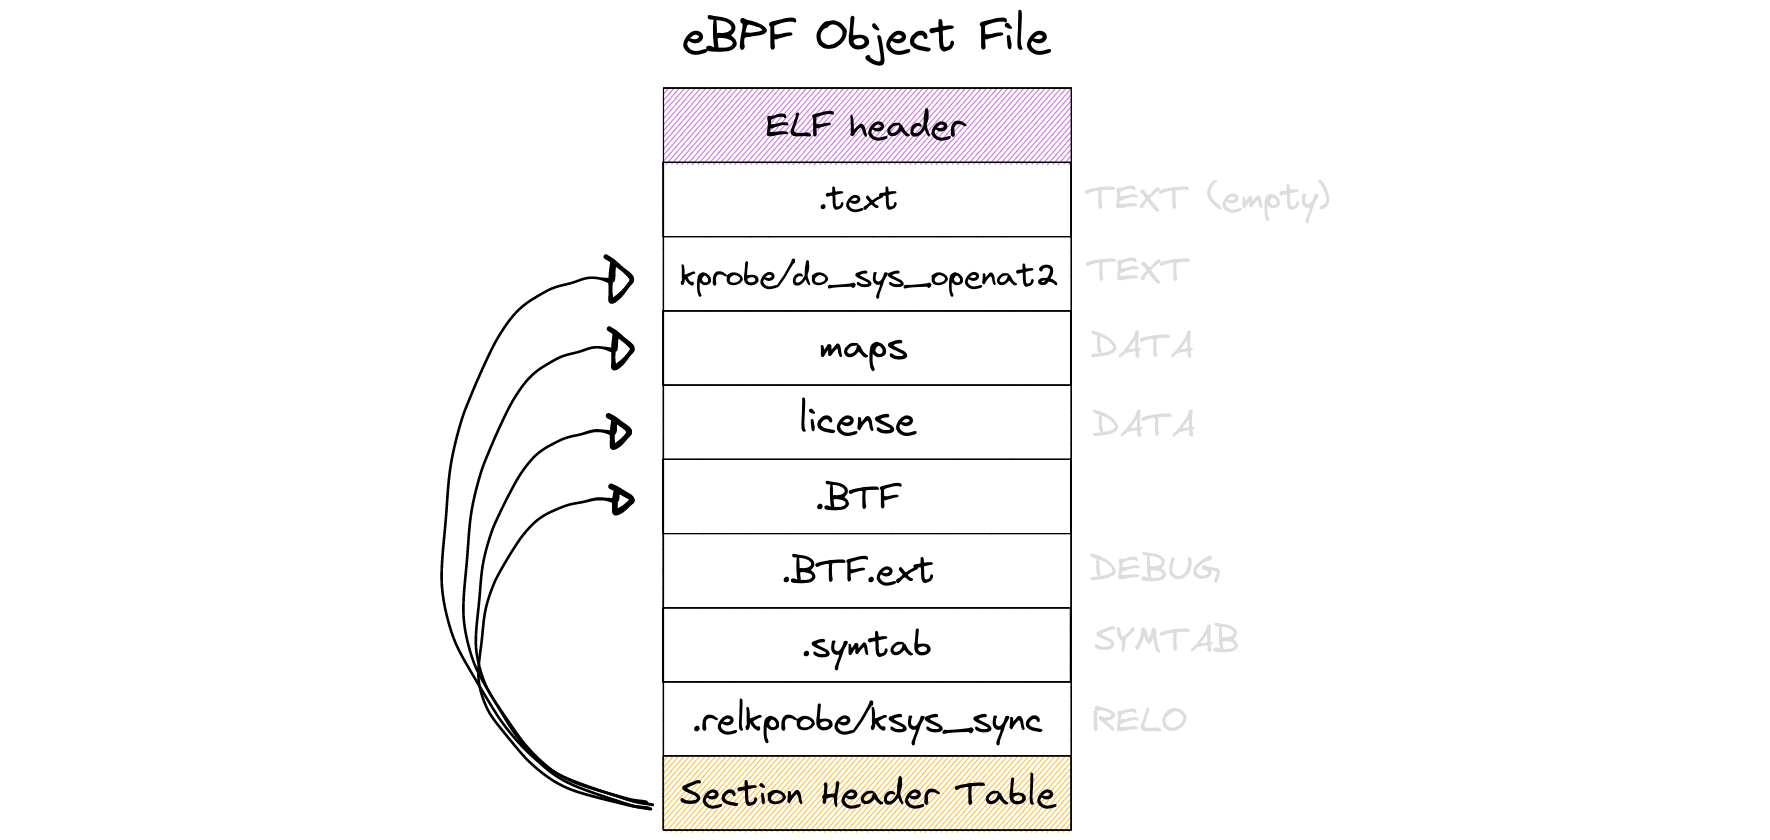 eBPF Object File
ELF header
.text
TEXT (empty)
kprobe/do_sys_openat2
TEXT
maps
DATA
license
DATA
.BTF
.BTF.ext
DEBUG
.symtab
SYMTAB
.relkprobe/ksys_sync
RELO
Section Header Table